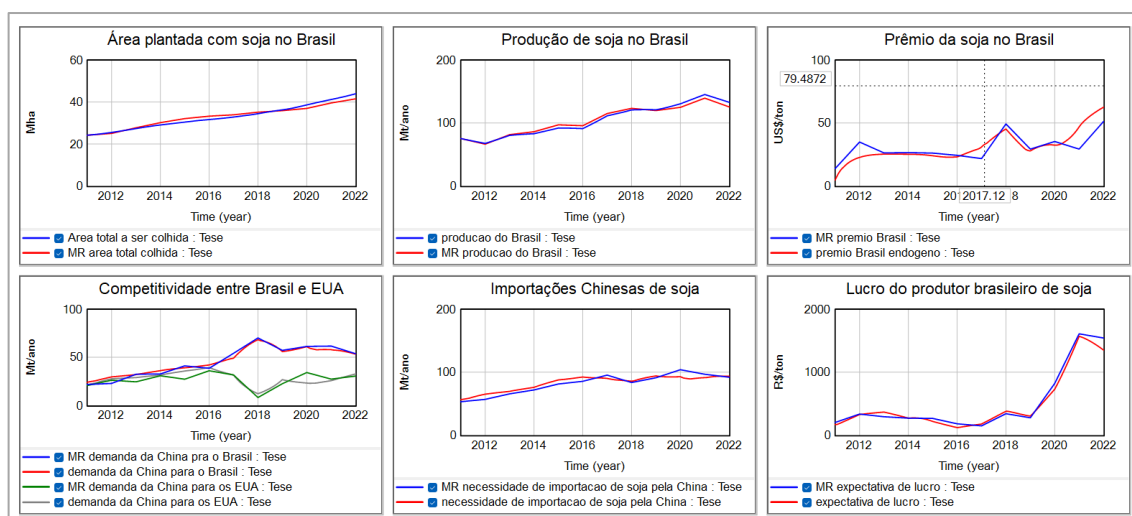 Área plantada com soja no Brasil
60
40
20
0
Mha
2012 2014 2016 2018 2020 2022
Time (year)
Area total a ser colhida : Tese
MR area total colhida : Tese
Produção de soja no Brasil
200
100
0
Mt/ano
2012 2014 2016 2018 2020 2022
Time (year)
producao do Brasil : Tese
MR producao do Brasil : Tese
Prêmio da soja no Brasil
100
79.4872
50
0
US$/ton
2012 2014 2016 2017.12 8 2020 2022
Time (year)
MR premio Brasil : Tese
premio Brasil endogeno : Tese
Competitividade entre Brasil e EUA
100
50
0
Mt/ano
2012 2014 2016 2018 2020 2022
Time (year)
MR demanda da China pra o Brasil : Tese
demanda da China para o Brasil : Tese
MR demanda da China para os EUA : Tese
demanda da China para os EUA : Tese
Importações Chinesas de soja
200
100
0
Mt/ano
2012 2014 2016 2018 2020 2022
Time (year)
MR necessidade de importacao de soja pela China : Tese
necessidade de importacao de soja pela China : Tese
Lucro do produtor brasileiro de soja
2000
1000
0
R$/ton
2012 2014 2016 2018 2020 2022
Time (year)
MR expectativa de lucro : Tese
expectativa de lucro : Tese